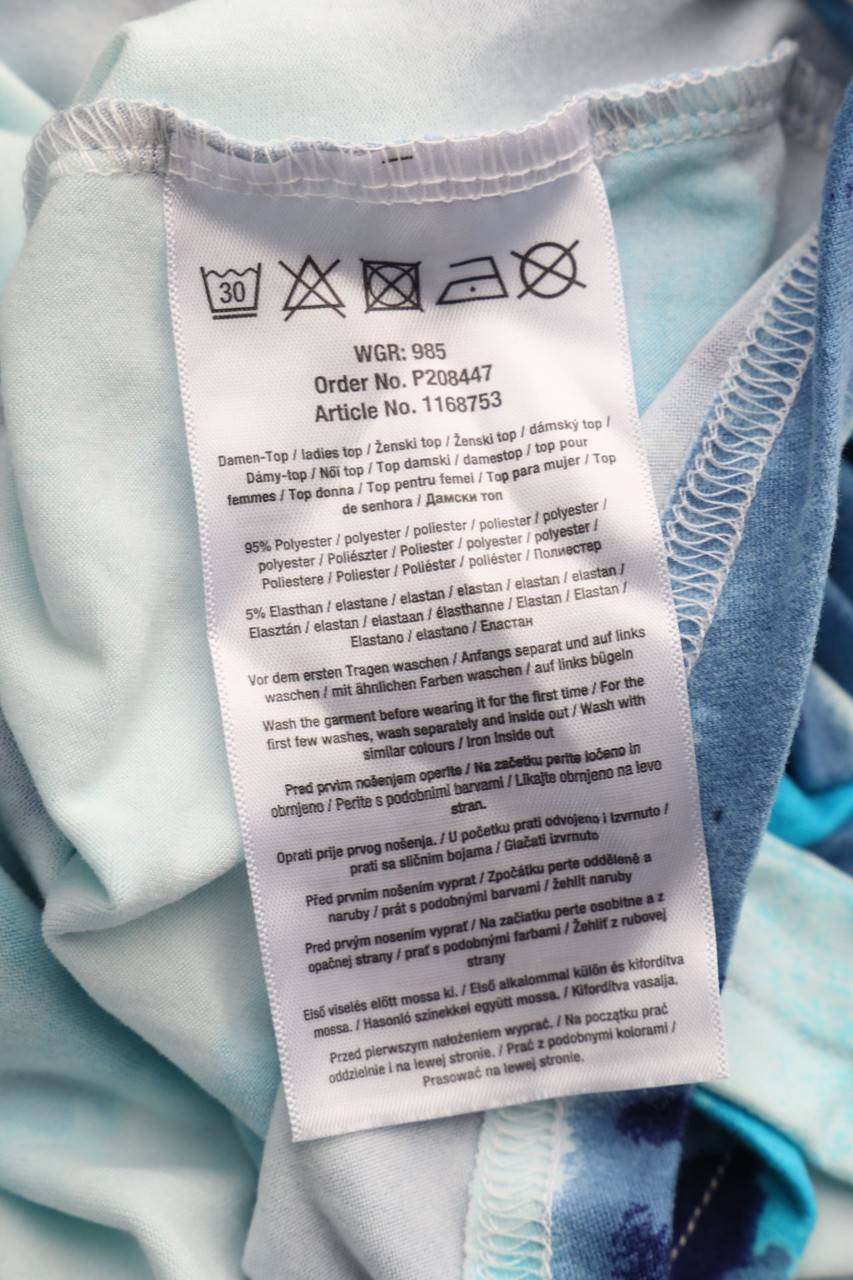 30
WGR: 985
Order No. P208447
Article No. 1168753
Damen-Top / ladies top / Ženski top / Ženski top / dámský top /
Dámy-top / Női top / Top damski / damestop / top pour
femmes / Top donna / Top pentru femei / Top para mujer / Top
de senhora / Дамски топ
95% Polyester / polyester / poliester / poliester / polyester /
polyester / Poliészter / Poliester / polyester / polyester /
Poliestere / Poliester / Poliéster / poliéster / Полиестер
5% Elasthan / elastane / elastan / elastan / elastan / elastan /
Elasztán / elastan / elastaan / élasthanne / Elastan / Elastan /
Elastano / elastano / Еластан
Vor dem ersten Tragen waschen / Anfangs separat und auf links
waschen / mit ähnlichen Farben waschen / auf links bügeln
Wash the garment before wearing it for the first time / For the
first few washes, wash separately and inside out / Wash with
similar colours / Iron inside out
Pred prvim nošenjem operite / Na začetku perite ločeno in
obrnjeno / Perite s podobnimi barvami / Likajte obrnjeno na levo
stran.
Oprati prije prvog nošenja. / U početku prati odvojeno i izvrnuto /
prati sa sličnim bojama / Glačati izvrnuto
Před prvním nošením vyprat / Zpočátku perte odděleně a
naruby / prát s podobnými barvami / žehlit naruby
Pred prvým nosením vyprať / Na začiatku perte osobitne a z
opačnej strany / prať s podobnými farbami / Žehliť z rubovej
strany
Első viselés előtt mossa ki. / Első alkalommal külön és kifordítva
mossa. / Hasonló színekkel együtt mossa. / Kifordítva vasalja.
Przed pierwszym nałożeniem wyprać. / Na początku prać
oddzielnie i na lewej stronie. / Prać z podobnymi kolorami /
Prasować na lewej stronie.